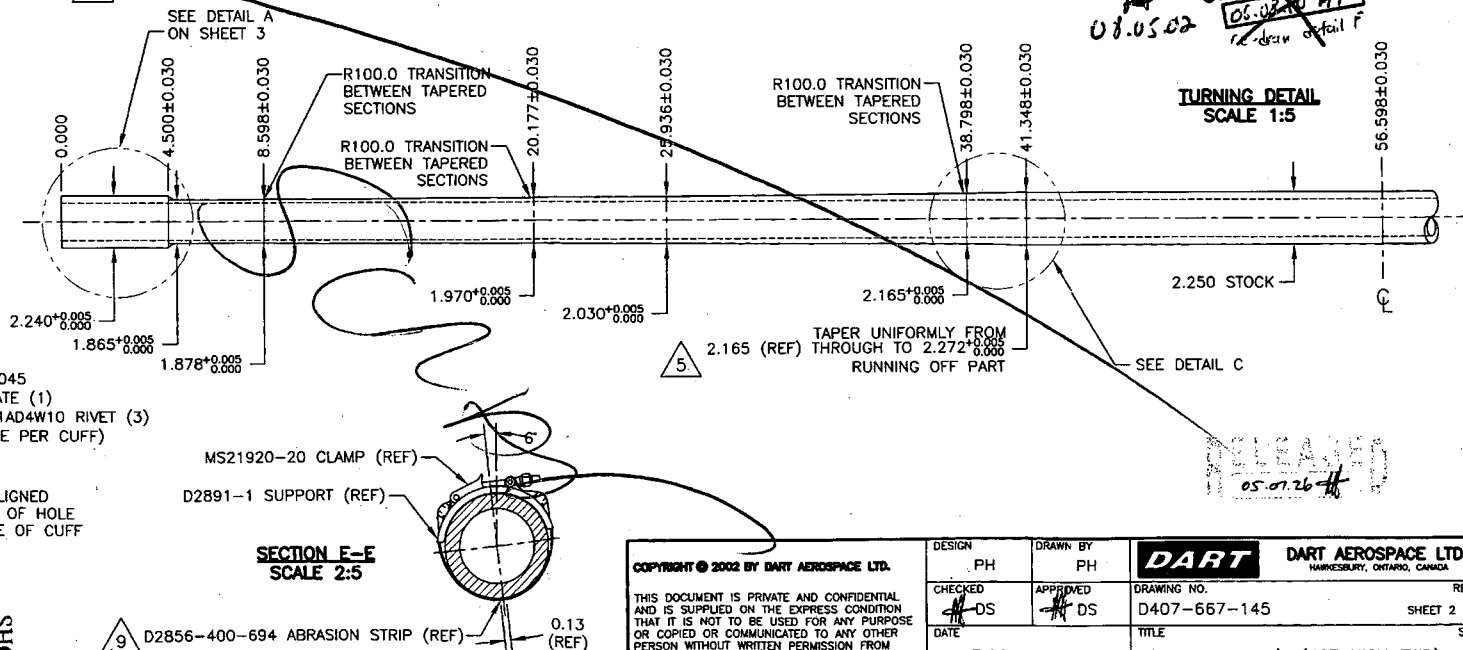 SEE DETAIL A
ON SHEET 3
08.05.02
TURNING DETAIL
SCALE 1:5
0.000
4.500±0.030
8.598±0.030
R100.0 TRANSITION
BETWEEN TAPERED
SECTIONS
R100.0 TRANSITION
BETWEEN TAPERED
SECTIONS
20.177±0.030
25.936±0.030
R100.0 TRANSITION
BETWEEN TAPERED
SECTIONS
38.798±0.030
41.348±0.030
56.598±0.030
2.240+0.005 0.000
1.865+0.005 0.000
1.878+0.005 0.000
1.970+0.005 0.000
2.030+0.005 0.000
2.165+0.005 0.000
2.250 STOCK
5
TAPER UNIFORMLY FROM
2.165 (REF) THROUGH TO 2.272+0.005 0.000
RUNNING OFF PART
SEE DETAIL C
RELEASED
05.07.26
045
ATE (1)
1AD4W10 RIVET (3)
E PER CUFF)
LIGNED
OF HOLE
E OF CUFF
6°
MS21920-20 CLAMP (REF)
D2891-1 SUPPORT (REF)
SECTION E-E
SCALE 2:5
9
D2856-400-694 ABRASION STRIP (REF)
0.13
(REF)
COPYRIGHT © 2002 BY DART AEROSPACE LTD.
THIS DOCUMENT IS PRIVATE AND CONFIDENTIAL
AND IS SUPPLIED ON THE EXPRESS CONDITION
THAT IT IS NOT TO BE USED FOR ANY PURPOSE
OR COPIED OR COMMUNICATED TO ANY OTHER
PERSON WITHOUT WRITTEN PERMISSION FROM
DESIGN
PH
DRAWN BY
PH
CHECKED
DS
APPROVED
DS
DATE
DART
DART AEROSPACE LTD
HAWKESBURY, ONTARIO, CANADA
DRAWING NO.
D407-667-145
SHEET 2
TITLE